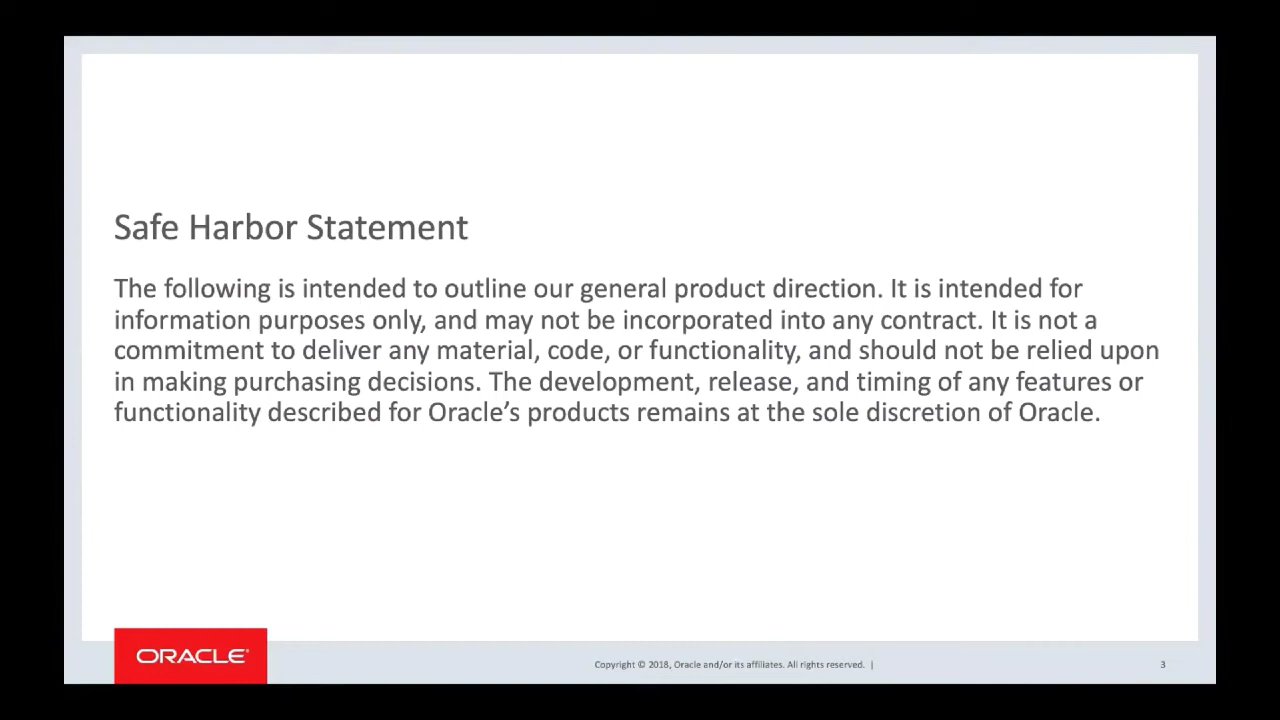 Safe Harbor Statement
The following is intended to outline our general product direction. It is intended for
information purposes only, and may not be incorporated into any contract. It is not a
commitment to deliver any material, code, or functionality, and should not be relied upon
in making purchasing decisions. The development, release, and timing of any features or
functionality described for Oracle’s products remains at the sole discretion of Oracle.
ORACLE®
Copyright © 2018, Oracle and/or its affiliates. All rights reserved. |
3